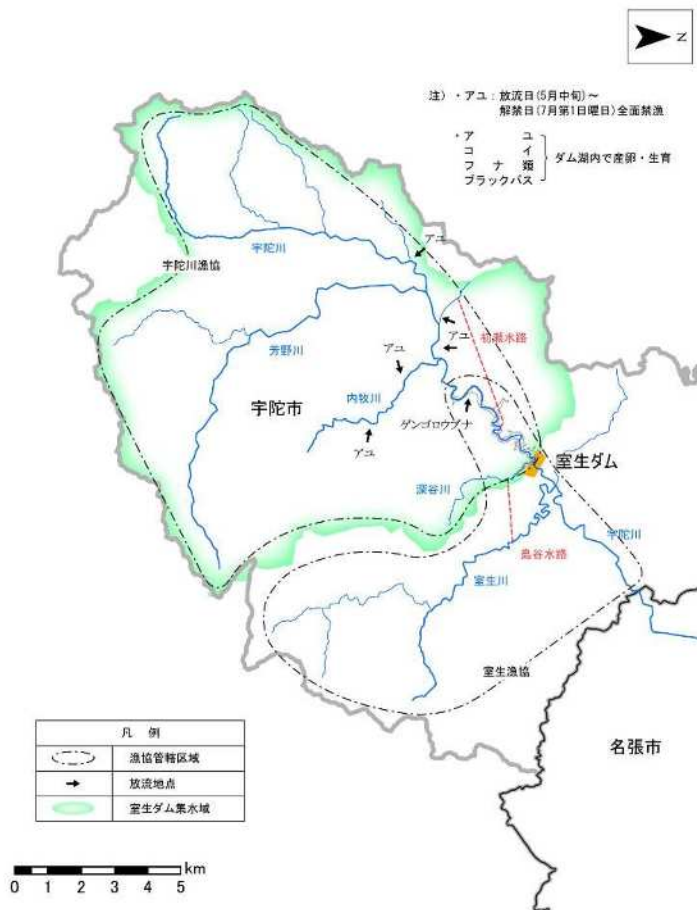 N
注) ・アユ: 放流日(5月中旬)~
解禁日(7月第1日曜日)全面禁漁
・ア ユ
コ イ
フ ナ 類
ブラックバス
ダム湖内で産卵・生育
アユ
宇陀川
宇陀川漁協
アユ
初瀬水路
芳野川
アユ
内牧川
宇陀市
ゲンゴロウブナ
アユ
室生ダム
深谷川
宇陀川
鳥谷水路
室生川
室生漁協
名張市
凡 例
漁協管轄区域
放流地点
室生ダム集水域
km
0 1 2 3 4 5